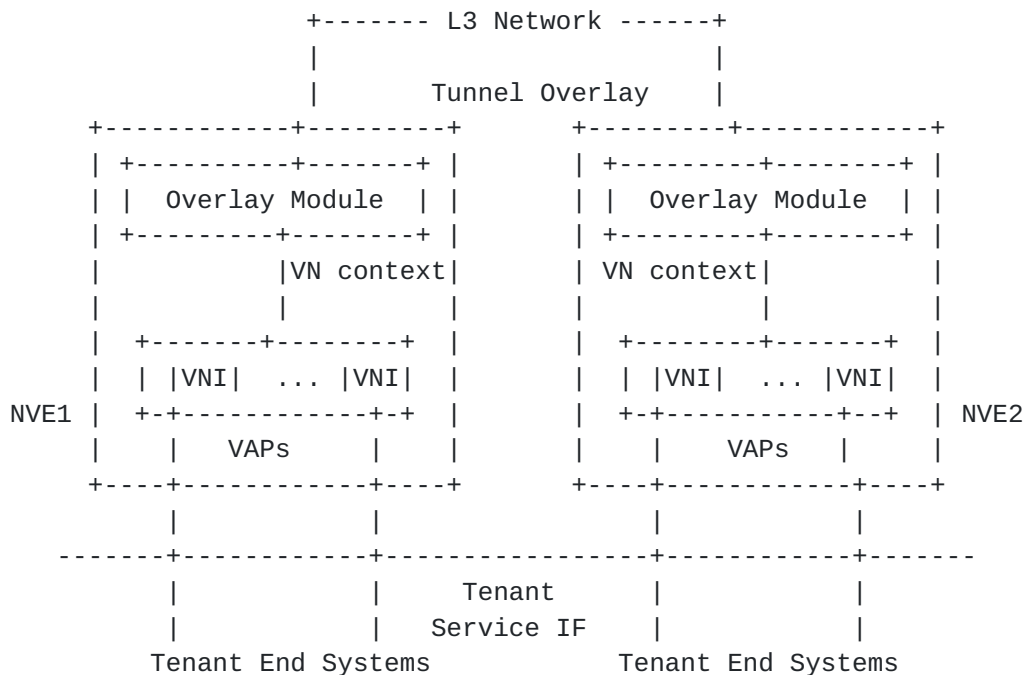 +------- L3 Network ------+
| |
| Tunnel Overlay |
+------------+---------+ +---------+------------+
| +----------+-------+ | | +---------+--------+ |
| | Overlay Module | | | | Overlay Module | |
| +---------+--------+ | | +---------+--------+ |
| |VN context| | VN context| |
| | | | | |
| +-------+--------+ | | +--------+-------+ |
| | |VNI| ... |VNI| | | | |VNI| ... |VNI| |
NVE1 | +-+------------+-+ | | +-+-----------+--+ | NVE2
| | VAPs | | | | VAPs | |
+----+------------+----+ +----+------------+----+
| | | |
-------+------------+-----------------+------------+-------
| | Tenant | |
| | Service IF | |
Tenant End Systems Tenant End Systems